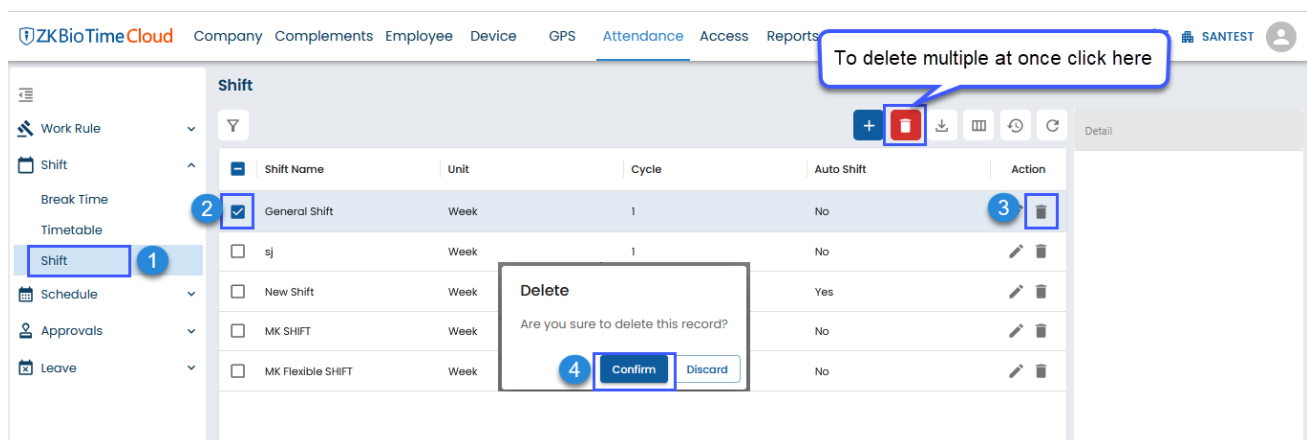 ZKBioTime Cloud Company Complements Employee Device GPS Attendance Access Reports SANTEST
To delete multiple at once click here
Shift
Detail
Work Rule
Shift
Break Time
Timetable
Shift 1
Schedule
Approvals
Leave
Shift Name Unit Cycle Auto Shift Action
2 General Shift Week 1 No 3
sj Week 1 No
New Shift Week Yes
MK SHIFT Week No
MK Flexible SHIFT Week No
Delete
Are you sure to delete this record?
4 Confirm Discard